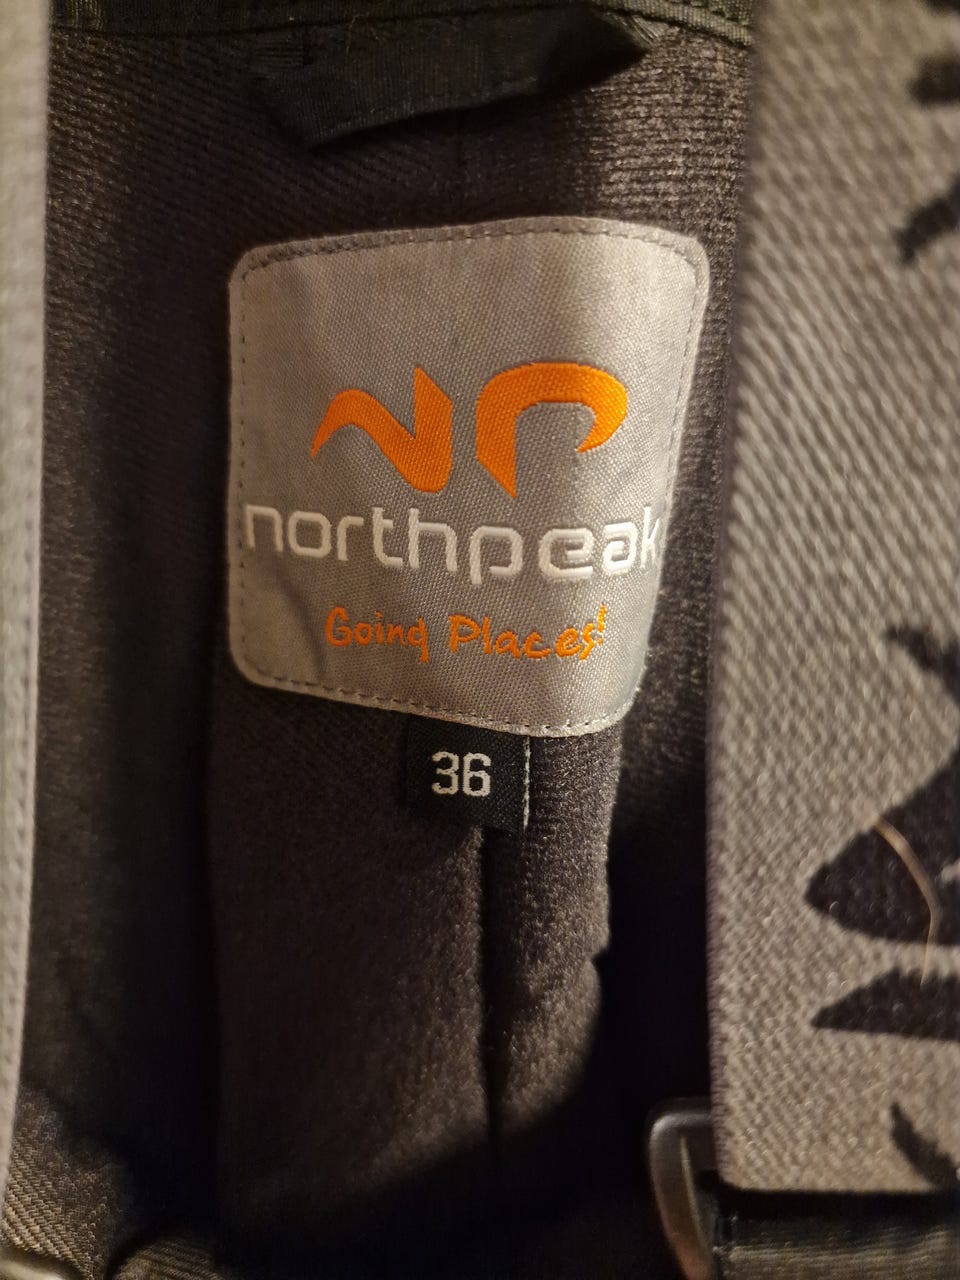 NP
northpeak
Going Places!
36